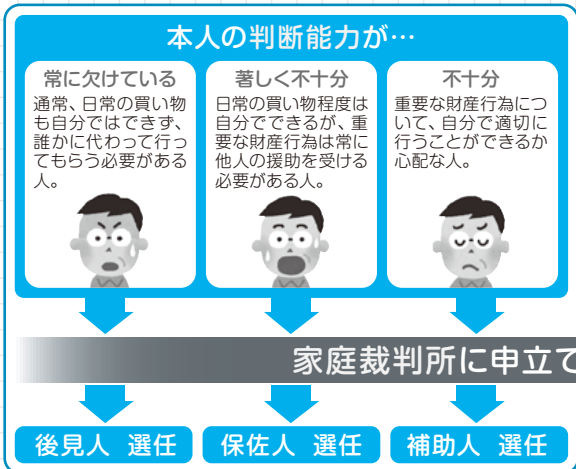 本人の判断能力が…
常に欠けている
通常、日常の買い物
も自分ではできず、
誰かに代わって行っ
てもらう必要がある
人。
著しく不十分
日常の買い物程度は
自分でできるが、重
要な財産行為は常に
他人の援助を受ける
必要がある人。
不十分
重要な財産行為につ
いて、自分で適切に
行うことができるか
心配な人。
家庭裁判所に申立て
後見人 選任
保佐人 選任
補助人 選任